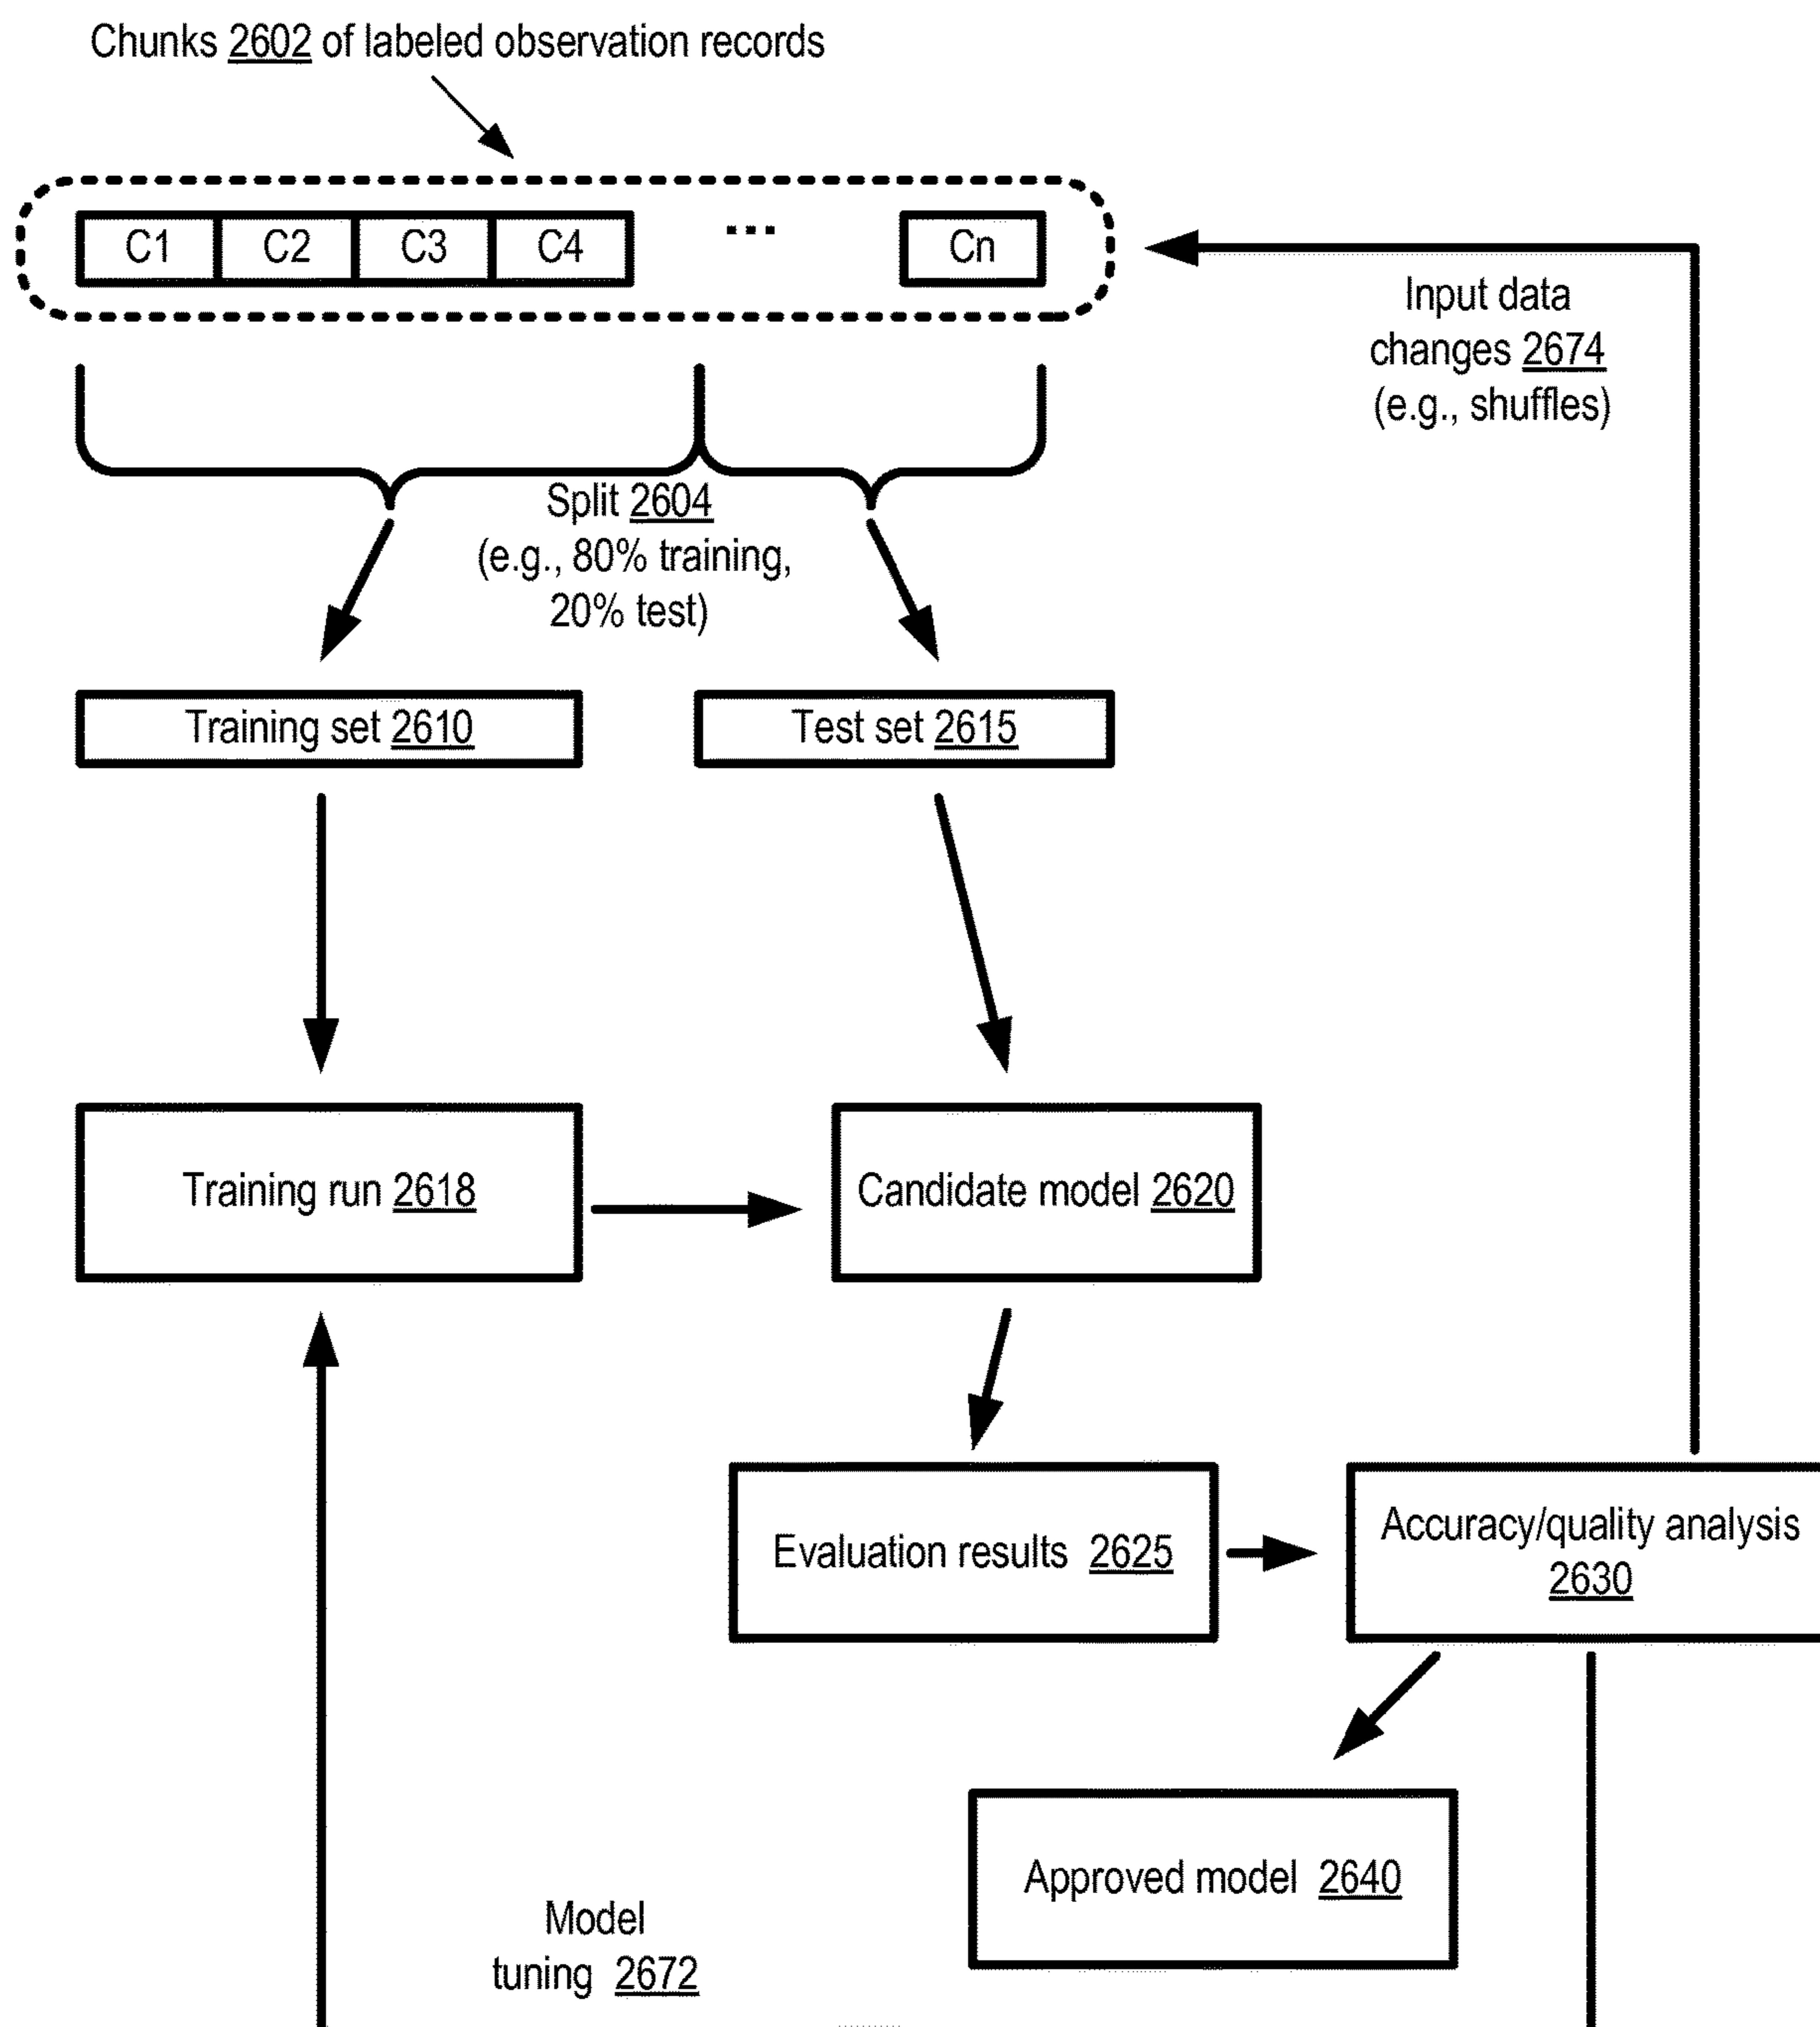 Chunks 2602 of labeled observation records
C1 C2 C3 C4 ... Cn
Input data
changes 2674
(e.g., shuffles)
Split 2604
(e.g., 80% training,
20% test)
Training set 2610
Test set 2615
Training run 2618
Candidate model 2620
Evaluation results 2625
Accuracy/quality analysis
2630
Approved model 2640
Model
tuning 2672